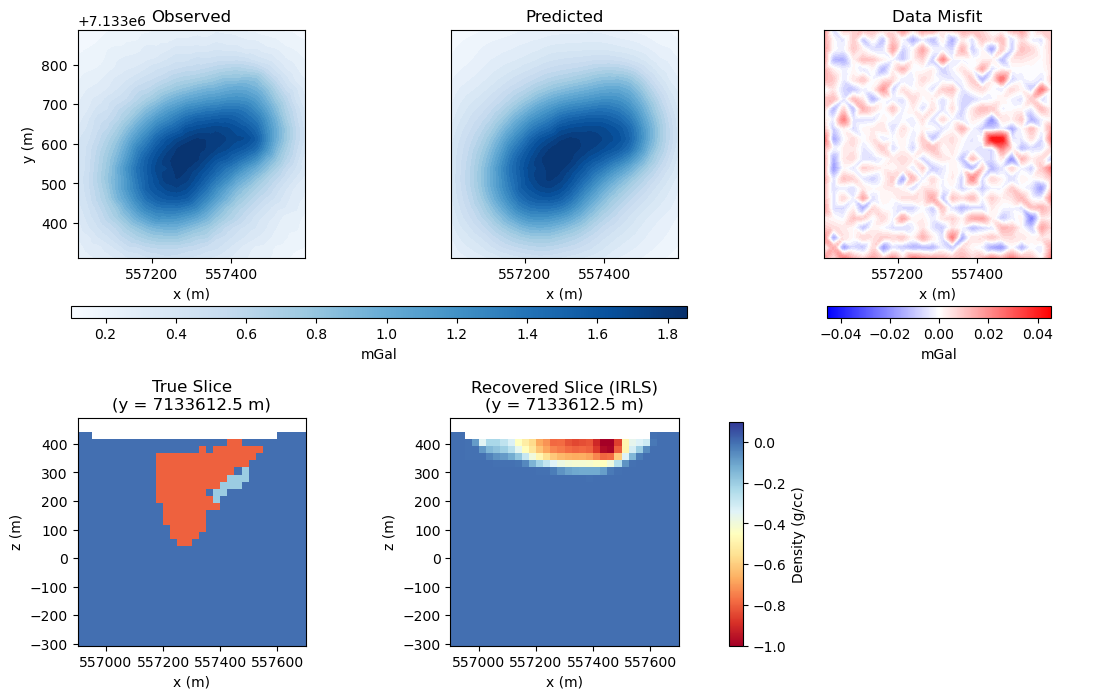 Observed
Predicted
Data Misfit
+7.133e6
800
700
600
500
400
y (m)
557200 557400
x (m)
557200 557400
x (m)
557200 557400
x (m)
0.2 0.4 0.6 0.8 1.0 1.2 1.4 1.6 1.8
mGal
−0.04 −0.02 0.00 0.02 0.04
mGal
True Slice
(y = 7133612.5 m)
Recovered Slice (IRLS)
(y = 7133612.5 m)
400
300
200
100
0
−100
−200
−300
z (m)
557000 557200 557400 557600
x (m)
400
300
200
100
0
−100
−200
−300
z (m)
557000 557200 557400 557600
x (m)
0.0
−0.2
−0.4
−0.6
−0.8
−1.0
Density (g/cc)